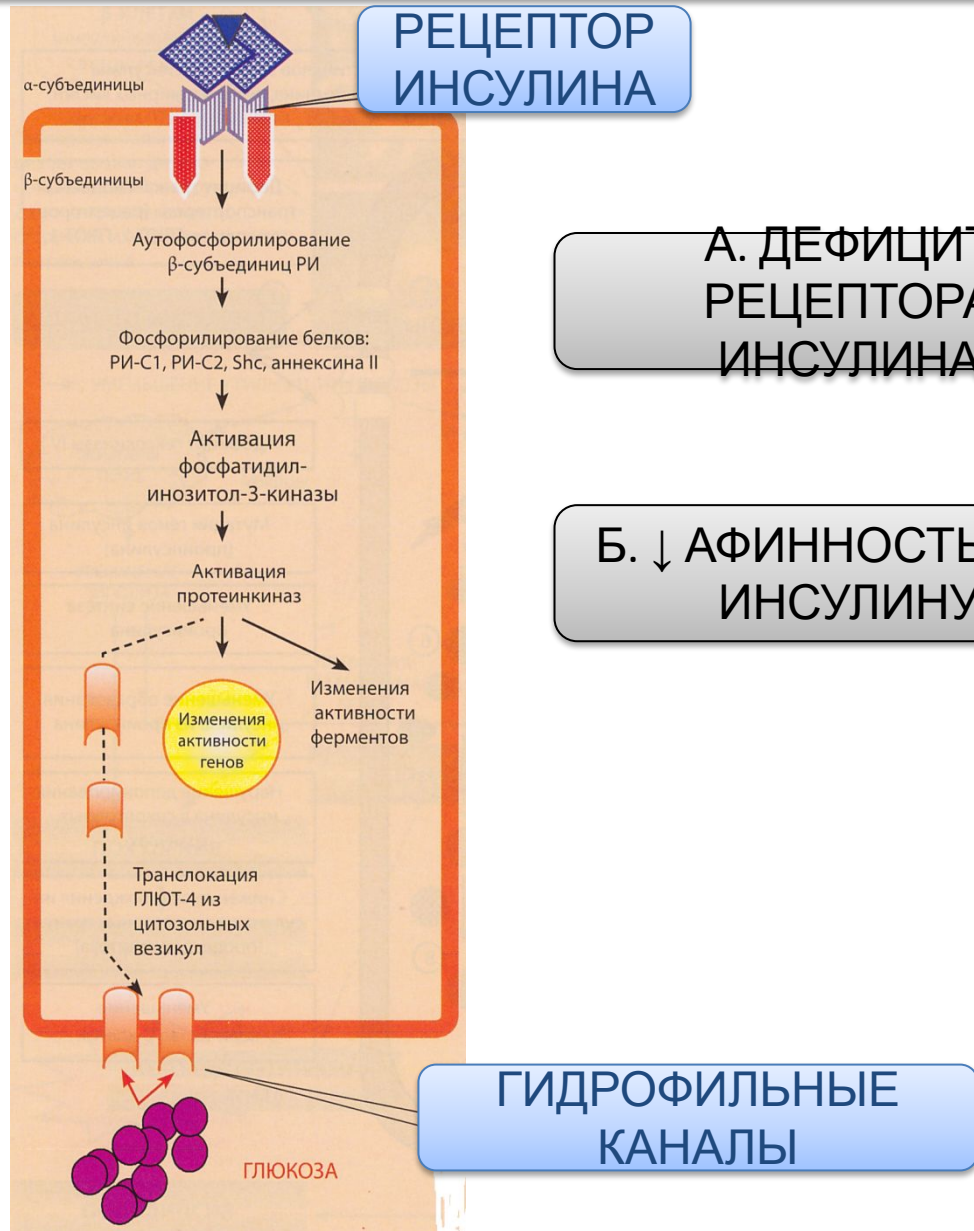 РЕЦЕПТОР
ИНСУЛИНА
α-субъединицы
β-субъединицы
Аутофосфорилирование
β-субъединиц РИ
Фосфорилирование белков:
РИ-С1, РИ-С2, Shc, аннексина II
Активация
фосфатидил-
инозитол-3-киназы
Активация
протеинкиназ
Изменения
активности
генов
Изменения
активности
ферментов
Транслокация
ГЛЮТ-4 из
цитозольных
везикул
ГЛЮКОЗА
А. ДЕФИЦИТ
РЕЦЕПТОРА
ИНСУЛИНА
Б. ↓ АФИННОСТЬ
ИНСУЛИНУ
ГИДРОФИЛЬНЫЕ
КАНАЛЫ